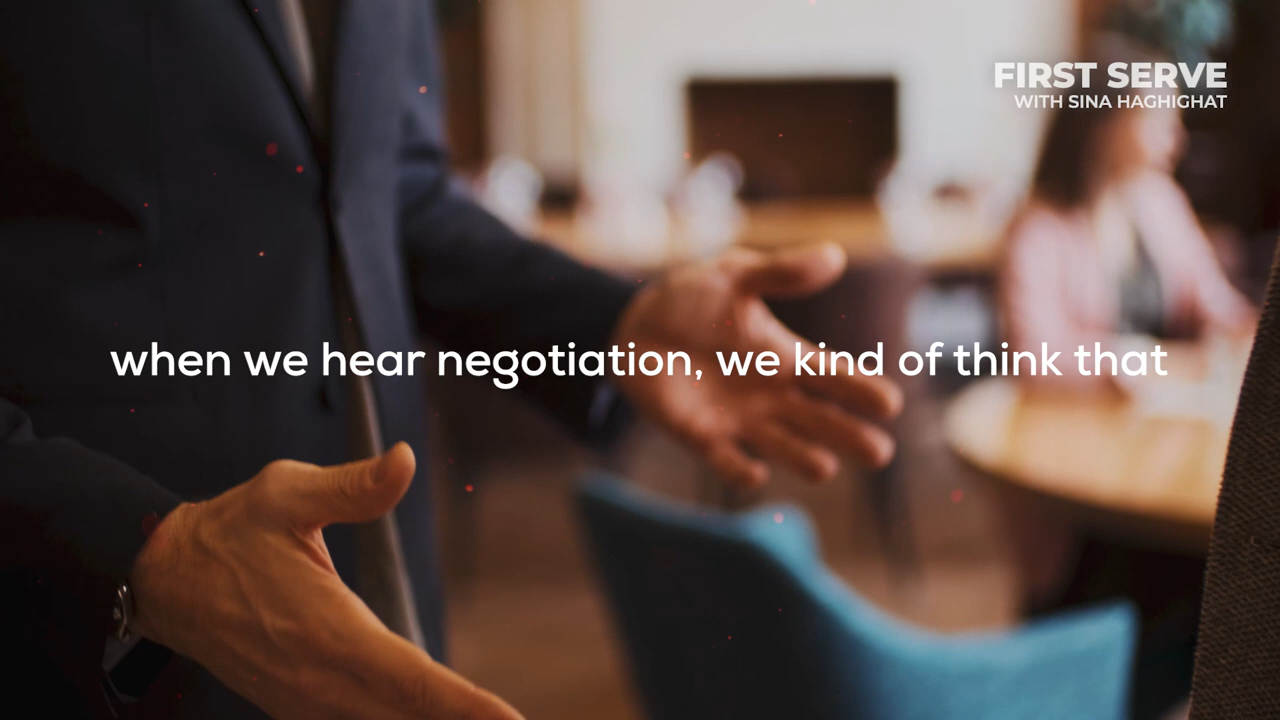 FIRST SERVE
WITH SINA HAGHIGHAT
when we hear negotiation, we kind of think that